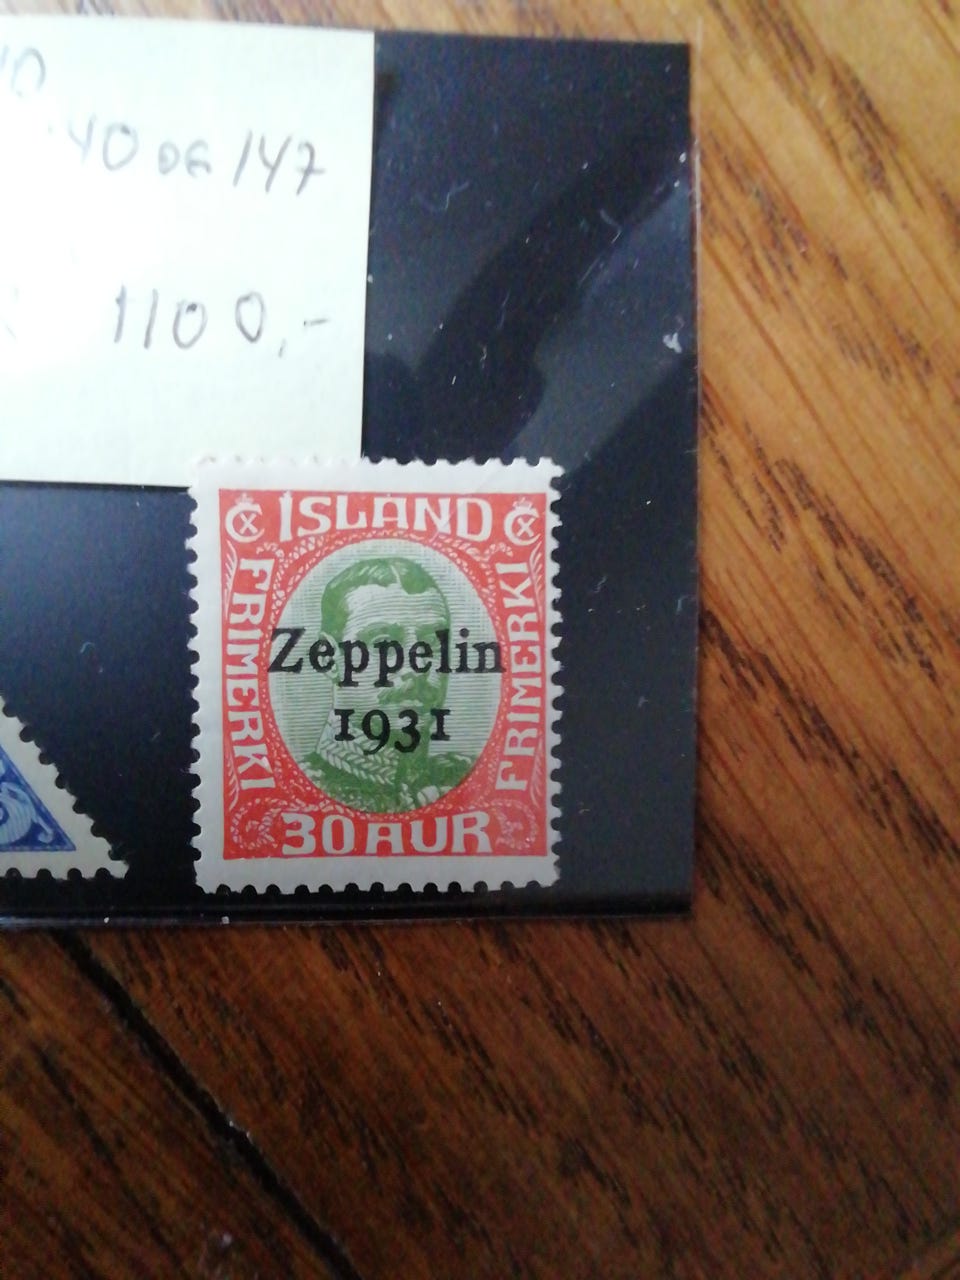 40 OG 147
1100,-
ISLAND
FRIMERKI
FRIMERKI
Zeppelin
1931
30 AUR